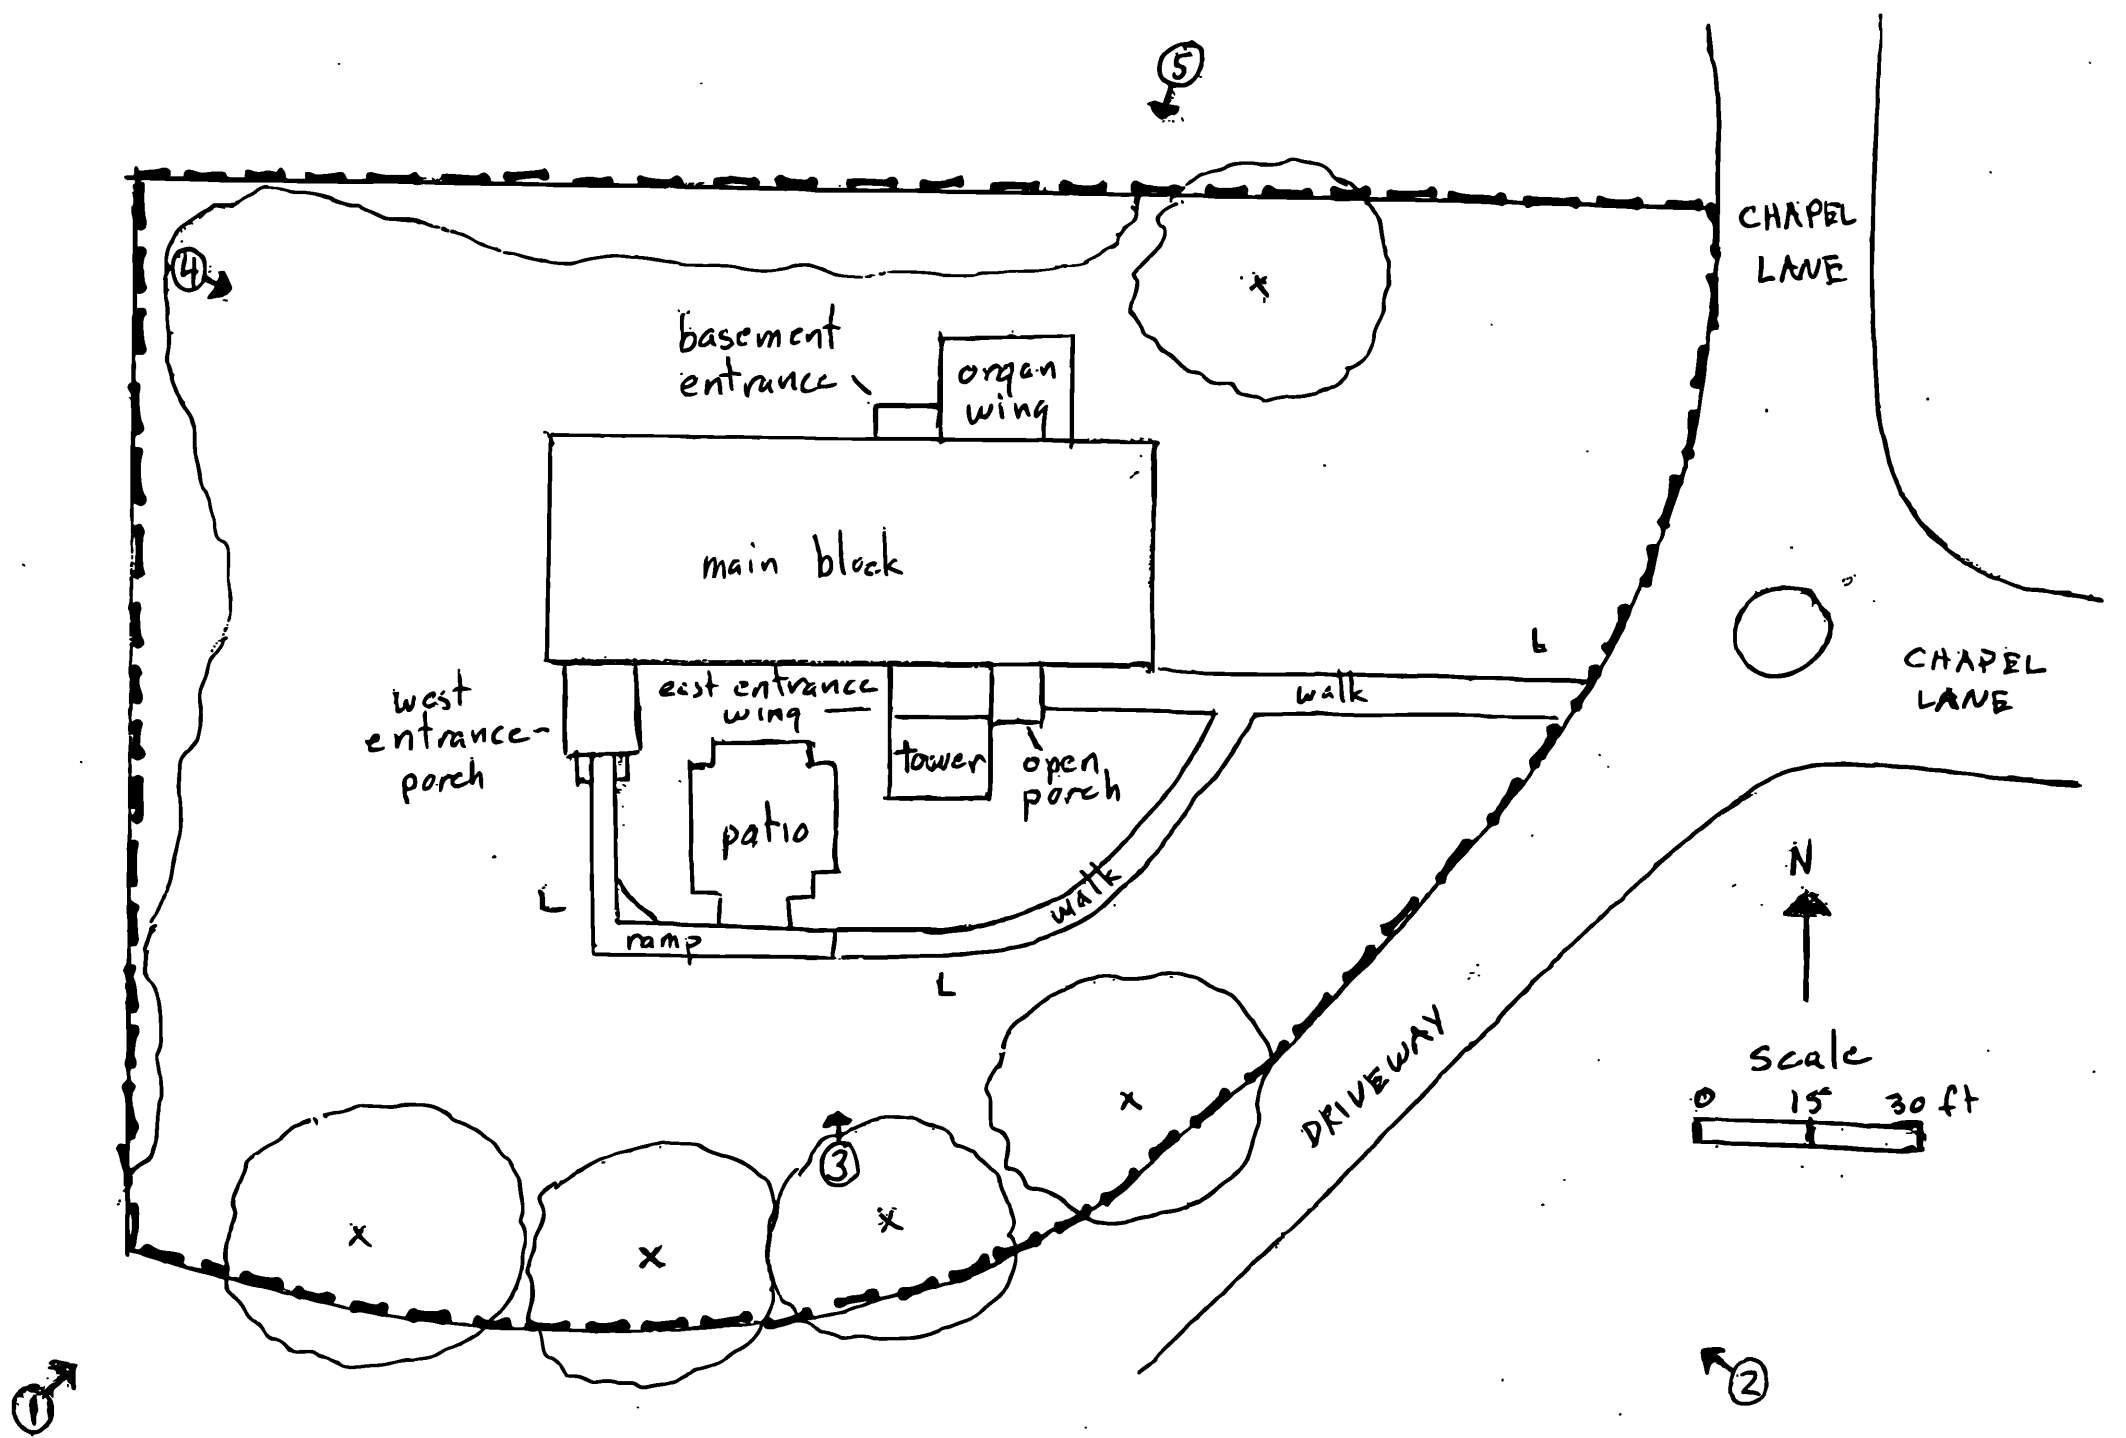 5
CHAPEL
LANE
4
basement
entrance
organ
wing
main block
L
CHAPEL
LANE
west
entrance
porch
east entrance
wing
walk
tower
open
porch
patio
L
walk
ramp
L
N
scale
0 15 30 ft
DRIVEWAY
3
x
x
x
x
x
1
2